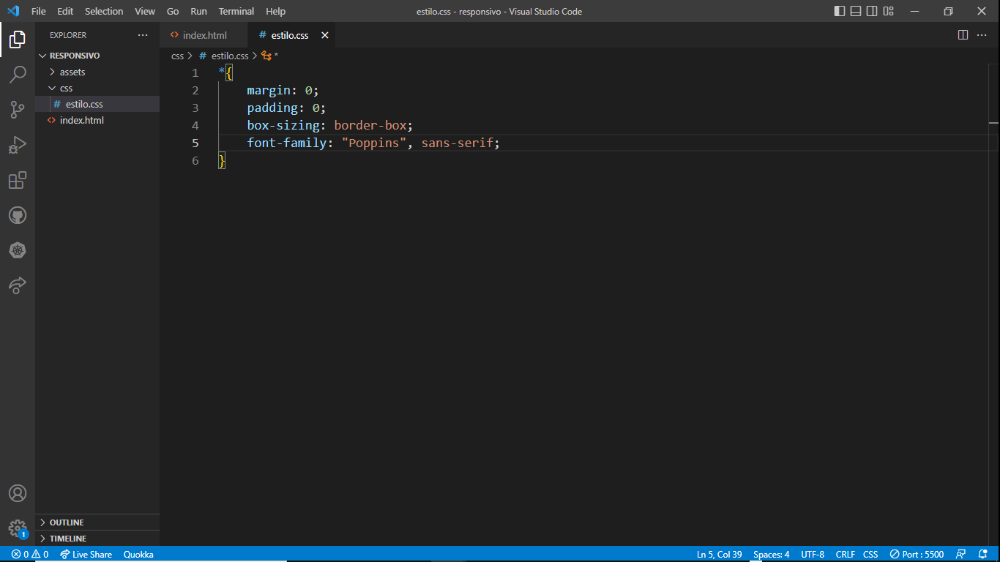 File Edit Selection View Go Run Terminal Help estilo.css - responsivo - Visual Studio Code
EXPLORER
RESPONSIVO
assets
css
# estilo.css
<> index.html
OUTLINE
TIMELINE
<> index.html # estilo.css
css > # estilo.css > *
1 *{
2 margin: 0;
3 padding: 0;
4 box-sizing: border-box;
5 font-family: "Poppins", sans-serif;
6 }
1
0 0 Live Share Quokka Ln 5, Col 39 Spaces: 4 UTF-8 CRLF CSS Port : 5500